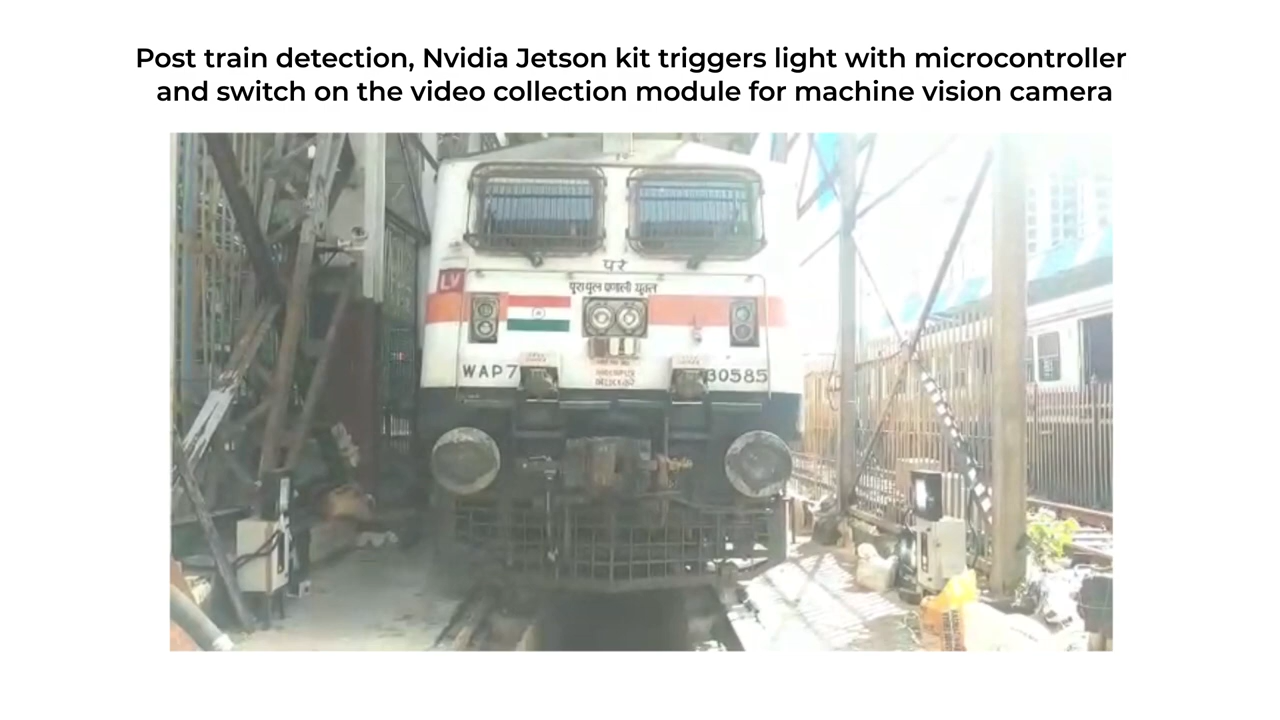 Post train detection, Nvidia Jetson kit triggers light with microcontroller
and switch on the video collection module for machine vision camera
परे
LV
WAP7
30585